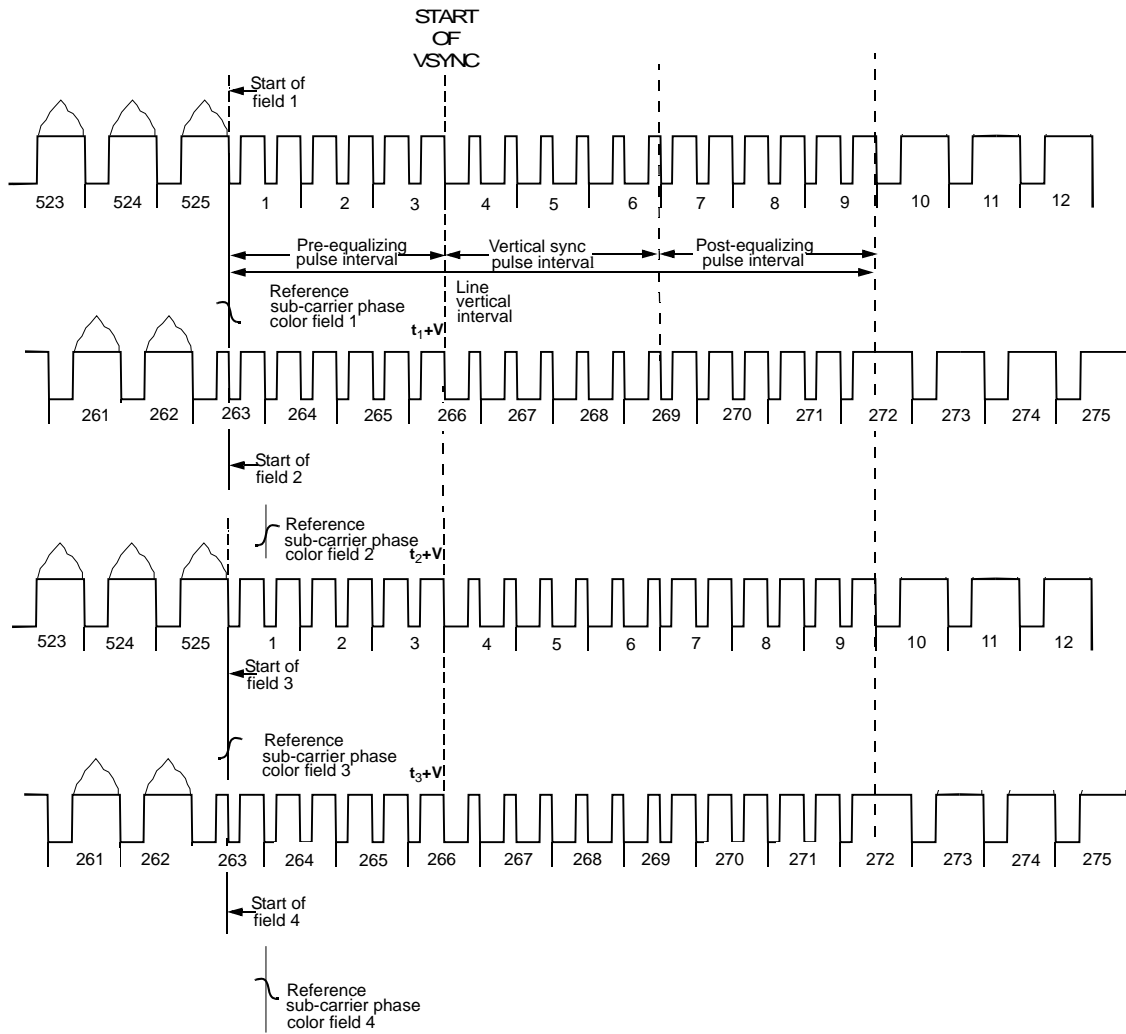 START
OF
VSYNC
Start of
field 1
523 524 525 1 2 3 4 5 6 7 8 9 10 11 12
Pre-equalizing
pulse interval
Vertical sync
pulse interval
Post-equalizing
pulse interval
Reference
sub-carrier phase
color field 1
Line
vertical
interval
t1+V
261 262 263 264 265 266 267 268 269 270 271 272 273 274 275
Start of
field 2
Reference
sub-carrier phase
color field 2
t2+V
523 524 525 1 2 3 4 5 6 7 8 9 10 11 12
Start of
field 3
Reference
sub-carrier phase
color field 3
t3+V
261 262 263 264 265 266 267 268 269 270 271 272 273 274 275
Start of
field 4
Reference
sub-carrier phase
color field 4